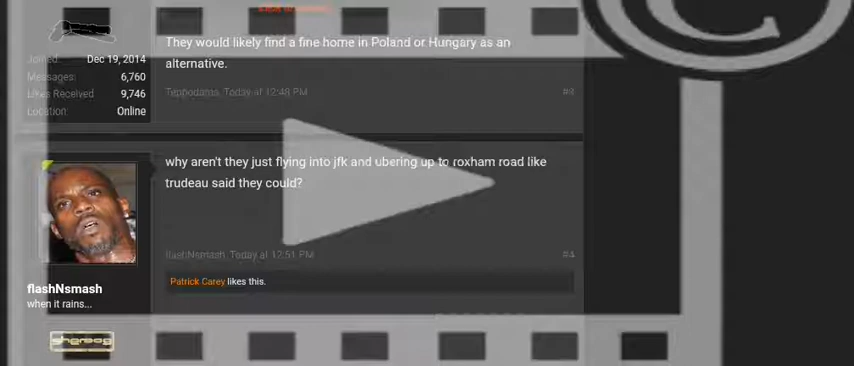 They would likely find a fine home in Poland or Hungary as an
alternative.
Joined: Dec 19, 2014
Messages: 6,760
Likes Received 9,746
Location: Online
Teppodama, Today at 12:48 PM #3
why aren't they just flying into jfk and ubering up to roxham road like
trudeau said they could?
flashNsmash, Today at 12:51 PM #4
Patrick Carey likes this.
flashNsmash
when it rains...
sherdog
©